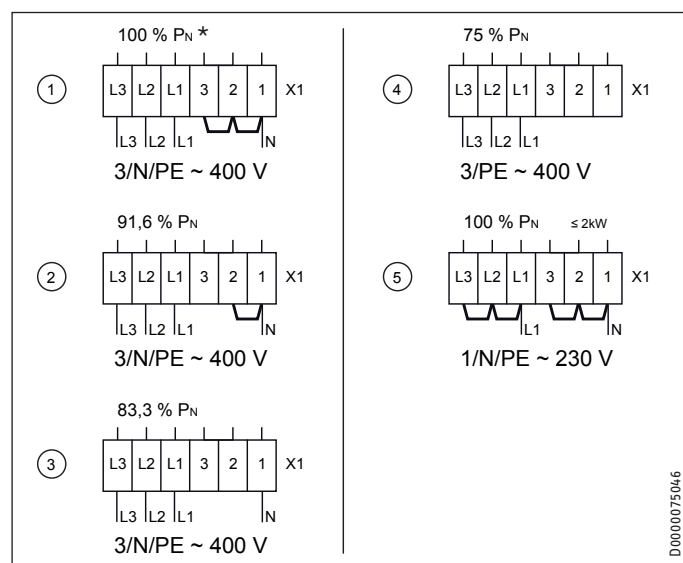 100 % PN *
1
L3 L2 L1 3 2 1 X1
L3 L2 L1 N
3/N/PE ~ 400 V
91,6 % PN
2
L3 L2 L1 3 2 1 X1
L3 L2 L1 N
3/N/PE ~ 400 V
83,3 % PN
3
L3 L2 L1 3 2 1 X1
L3 L2 L1 N
3/N/PE ~ 400 V
75 % PN
4
L3 L2 L1 3 2 1 X1
L3 L2 L1
3/PE ~ 400 V
100 % PN ≤ 2kW
5
L3 L2 L1 3 2 1 X1
L1 N
1/N/PE ~ 230 V
D0000075046